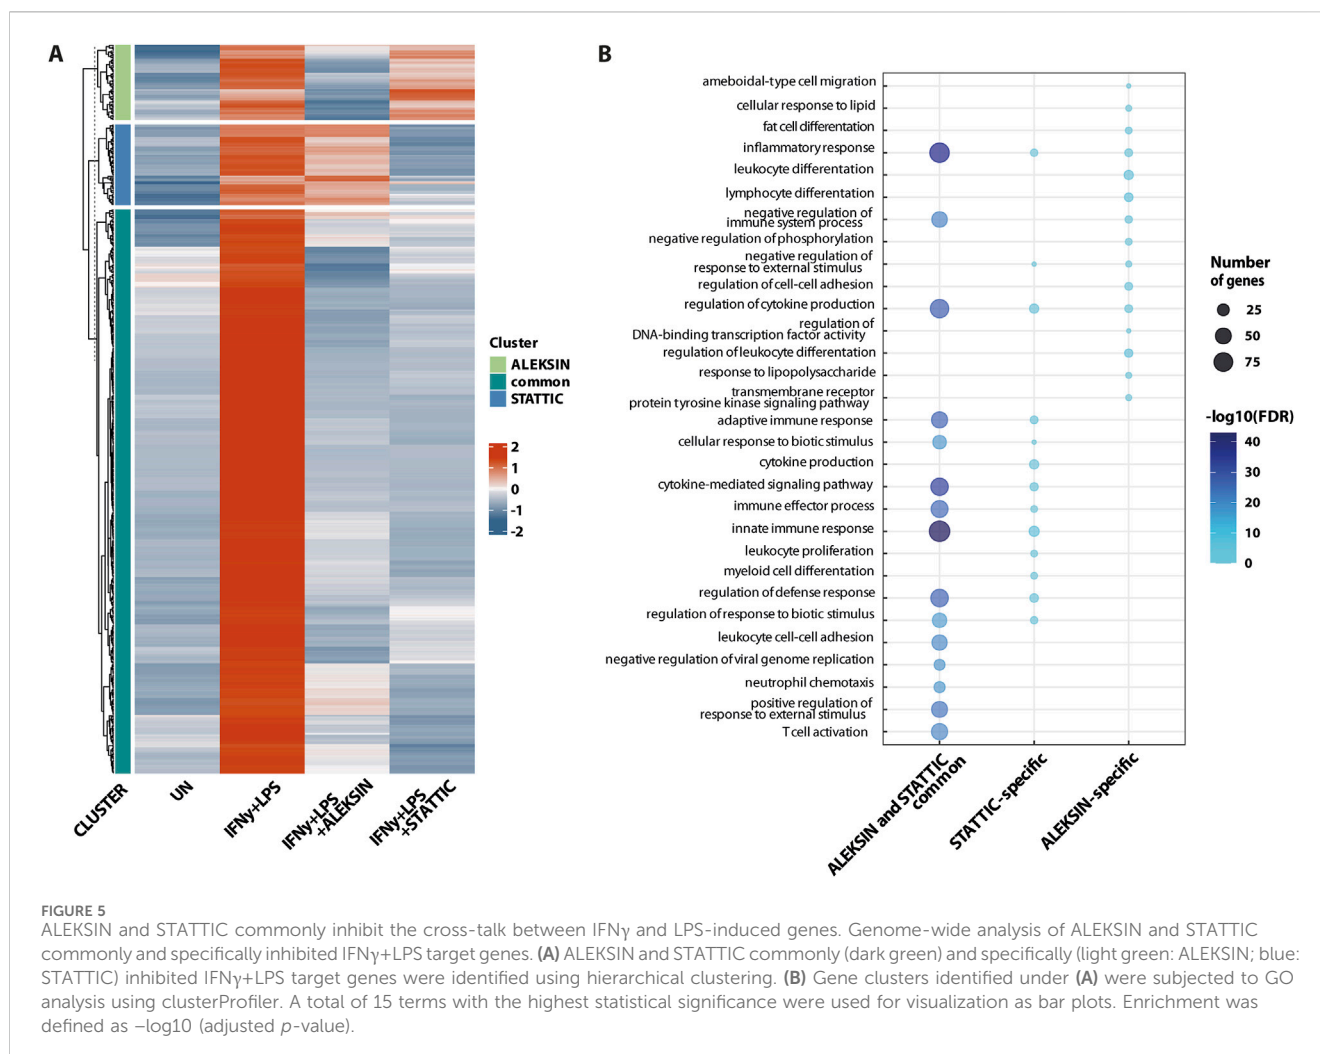 A
Cluster
ALEKSIN
common
STATTIC
2
1
0
-1
-2
CLUSTER
UN
IFNy+LPS
IFNy+LPS
+ALEKSIN
IFNy+LPS
+STATTIC
B
ameboidal-type cell migration
cellular response to lipid
fat cell differentiation
inflammatory response
leukocyte differentation
lymphocyte differentation
negative regulation of
immune system process
negative regulation of phosphorylation
negative regulation of
response to external stimulus
regulation of cell-cell adhesion
regulation of cytokine production
regulation of
DNA-binding transcription factor activity
regulation of leukocyte differentation
response to lipopolysaccharide
transmembrane receptor
protein tyrosine kinase signaling pathway
adaptive immune response
cellular response to biotic stimulus
cytokine production
cytokine-mediated signaling pathway
immune effector process
innate immune response
leukocyte proliferation
myeloid cell differentiation
regulation of defense response
regulation of response to biotic stimulus
leukocyte cell-cell adhesion
negative regulation of viral genome replication
neutrophil chemotaxis
positive regulation of
response to external stimulus
T cell activation
ALEKSIN and STATTIC
common
STATTIC-specific
ALEKSIN-specific
Number
of genes
25
50
75
-log10(FDR)
40
30
20
10
0
FIGURE 5
ALEKSIN and STATTIC commonly inhibit the cross-talk between IFNγ and LPS-induced genes. Genome-wide analysis of ALEKSIN and STATTIC
commonly and specifically inhibited IFNγ+LPS target genes. (A) ALEKSIN and STATTIC commonly (dark green) and specifically (light green: ALEKSIN; blue:
STATTIC) inhibited IFNγ+LPS target genes were identified using hierarchical clustering. (B) Gene clusters identified under (A) were subjected to GO
analysis using clusterProfiler. A total of 15 terms with the highest statistical significance were used for visualization as bar plots. Enrichment was
defined as −log10 (adjusted p-value).